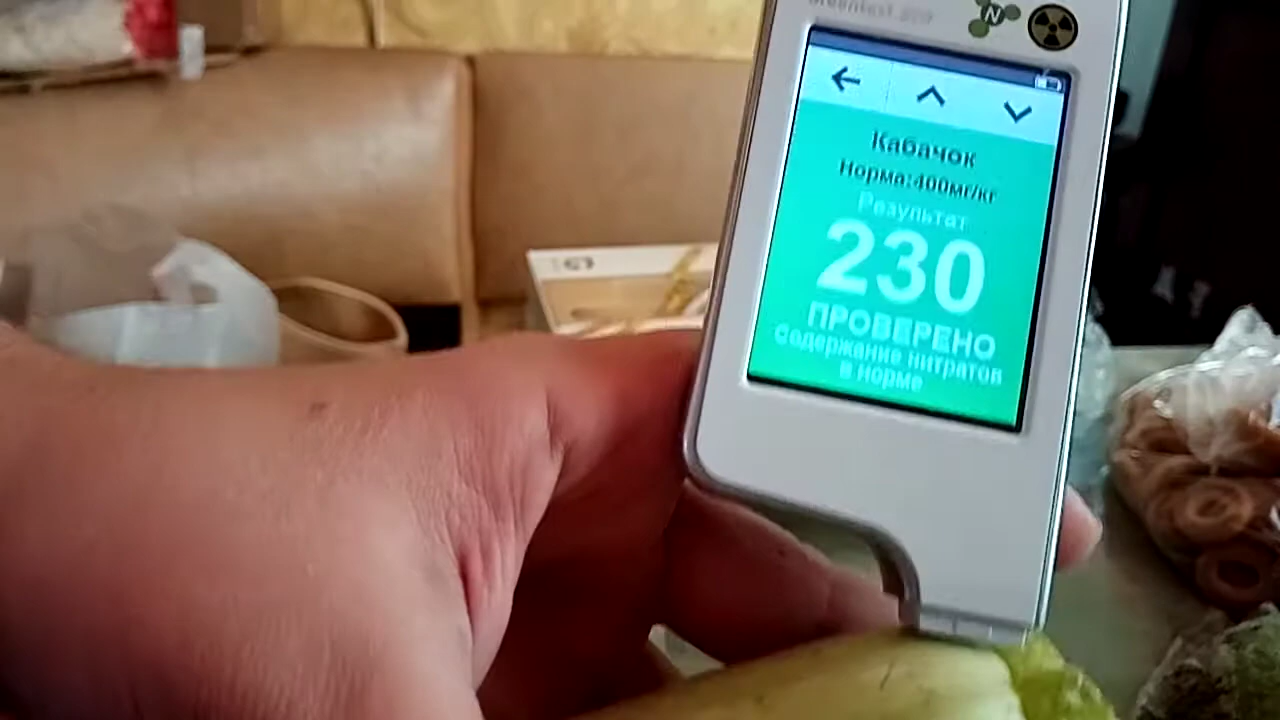 N
Кабачок
Норма:400мг/кг
Результат
230
ПРОВЕРЕНО
Содержание нитратов
в норме